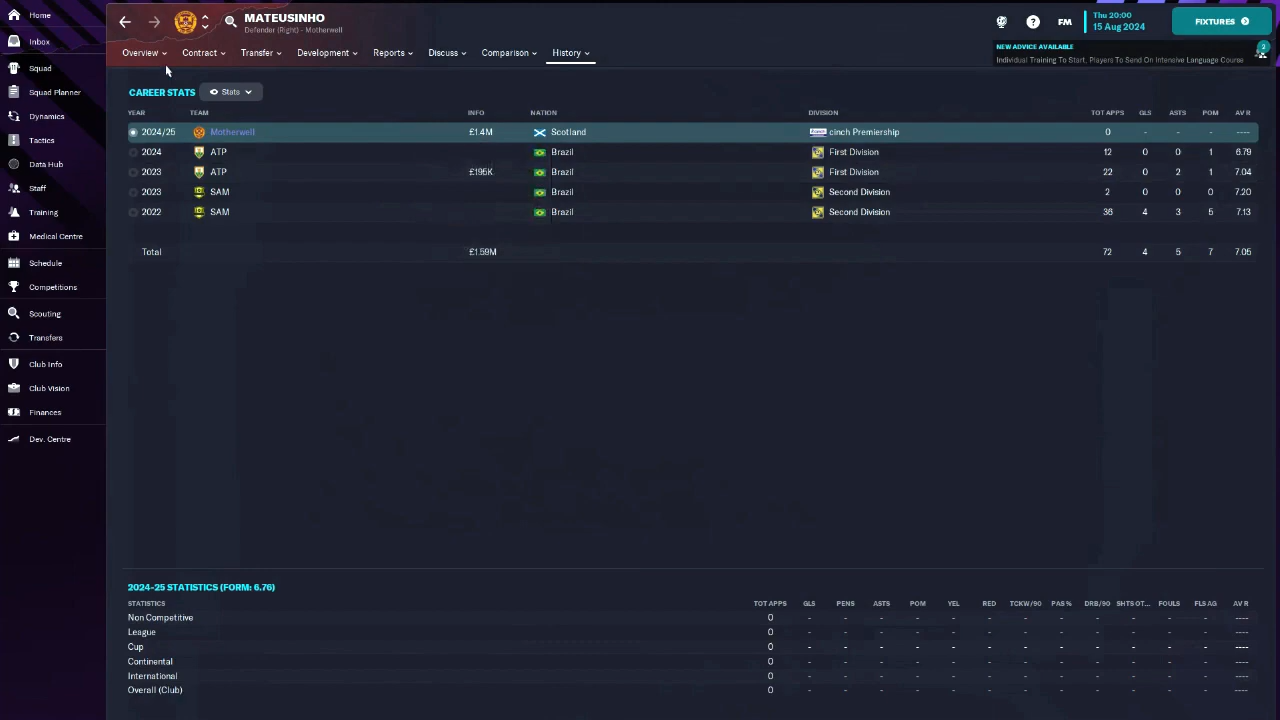 Home
Inbox
Squad
Squad Planner
Dynamics
Tactics
Data Hub
Staff
Training
Medical Centre
Schedule
Competitions
Scouting
Transfers
Club Info
Club Vision
Finances
Dev. Centre
MATEUSINHO
Defender (Right) - Motherwell
FM
Thu 20:00
15 Aug 2024
FIXTURES
Overview Contract Transfer Development Reports Discuss Comparison History
NEW ADVICE AVAILABLE 2
Individual Training To Start, Players To Send On Intensive Language Course
CAREER STATS Stats
YEAR TEAM INFO NATION DIVISION TOT APPS GLS ASTS POM AV R
2024/25 Motherwell £1.4M Scotland cinch Premiership 0 - - - ----
2024 ATP Brazil First Division 12 0 0 1 6.79
2023 ATP £195K Brazil First Division 22 0 2 1 7.04
2023 SAM Brazil Second Division 2 0 0 0 7.20
2022 SAM Brazil Second Division 36 4 3 5 7.13
Total £1.59M 72 4 5 7 7.05
2024-25 STATISTICS (FORM: 6.76)
STATISTICS TOT APPS GLS PENS ASTS POM YEL RED TCKW/90 PAS % DRB/90 SHTS OT... FOULS FLS AG AV R
Non Competitive 0 - - - - - - - - - - - - ----
League 0 - - - - - - - - - - - - ----
Cup 0 - - - - - - - - - - - - ----
Continental 0 - - - - - - - - - - - - ----
International 0 - - - - - - - - - - - - ----
Overall (Club) 0 - - - - - - - - - - - - ----